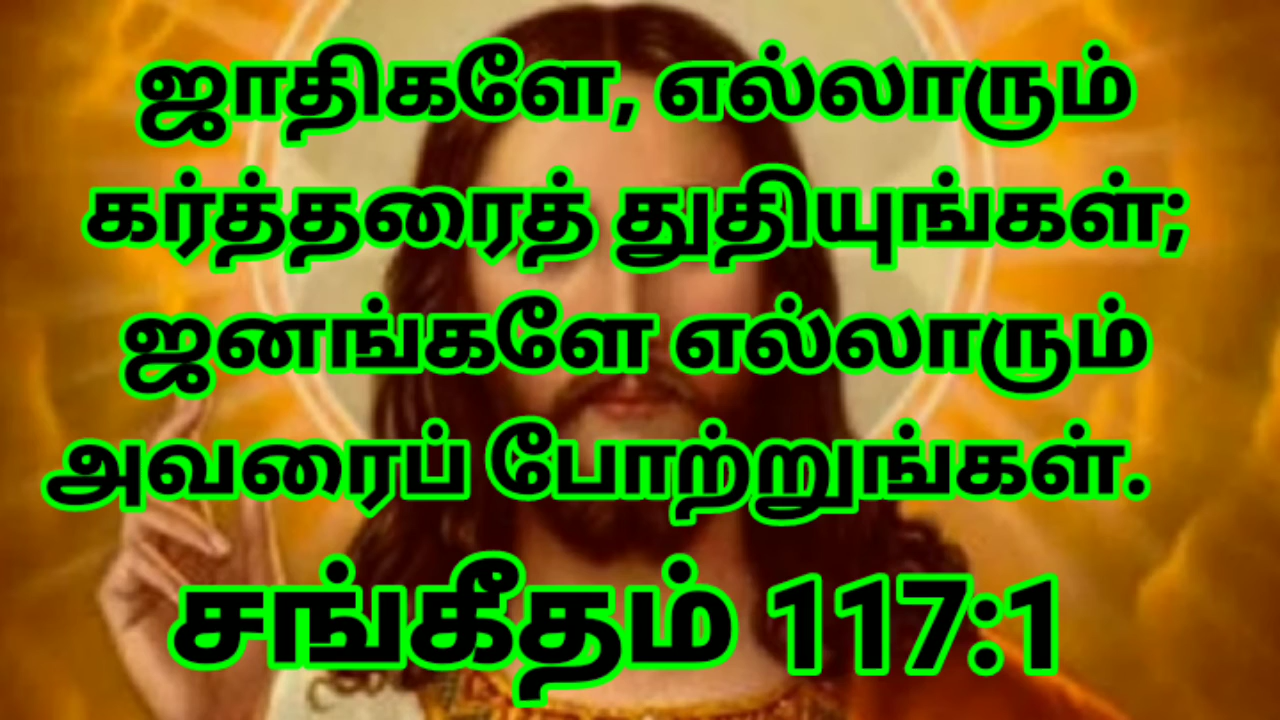 ஜாதிகளே, எல்லாரும்
கர்த்தரைத் துதியுங்கள்;
ஜனங்களே எல்லாரும்
அவரைப் போற்றுங்கள்.
சங்கீதம் 117:1